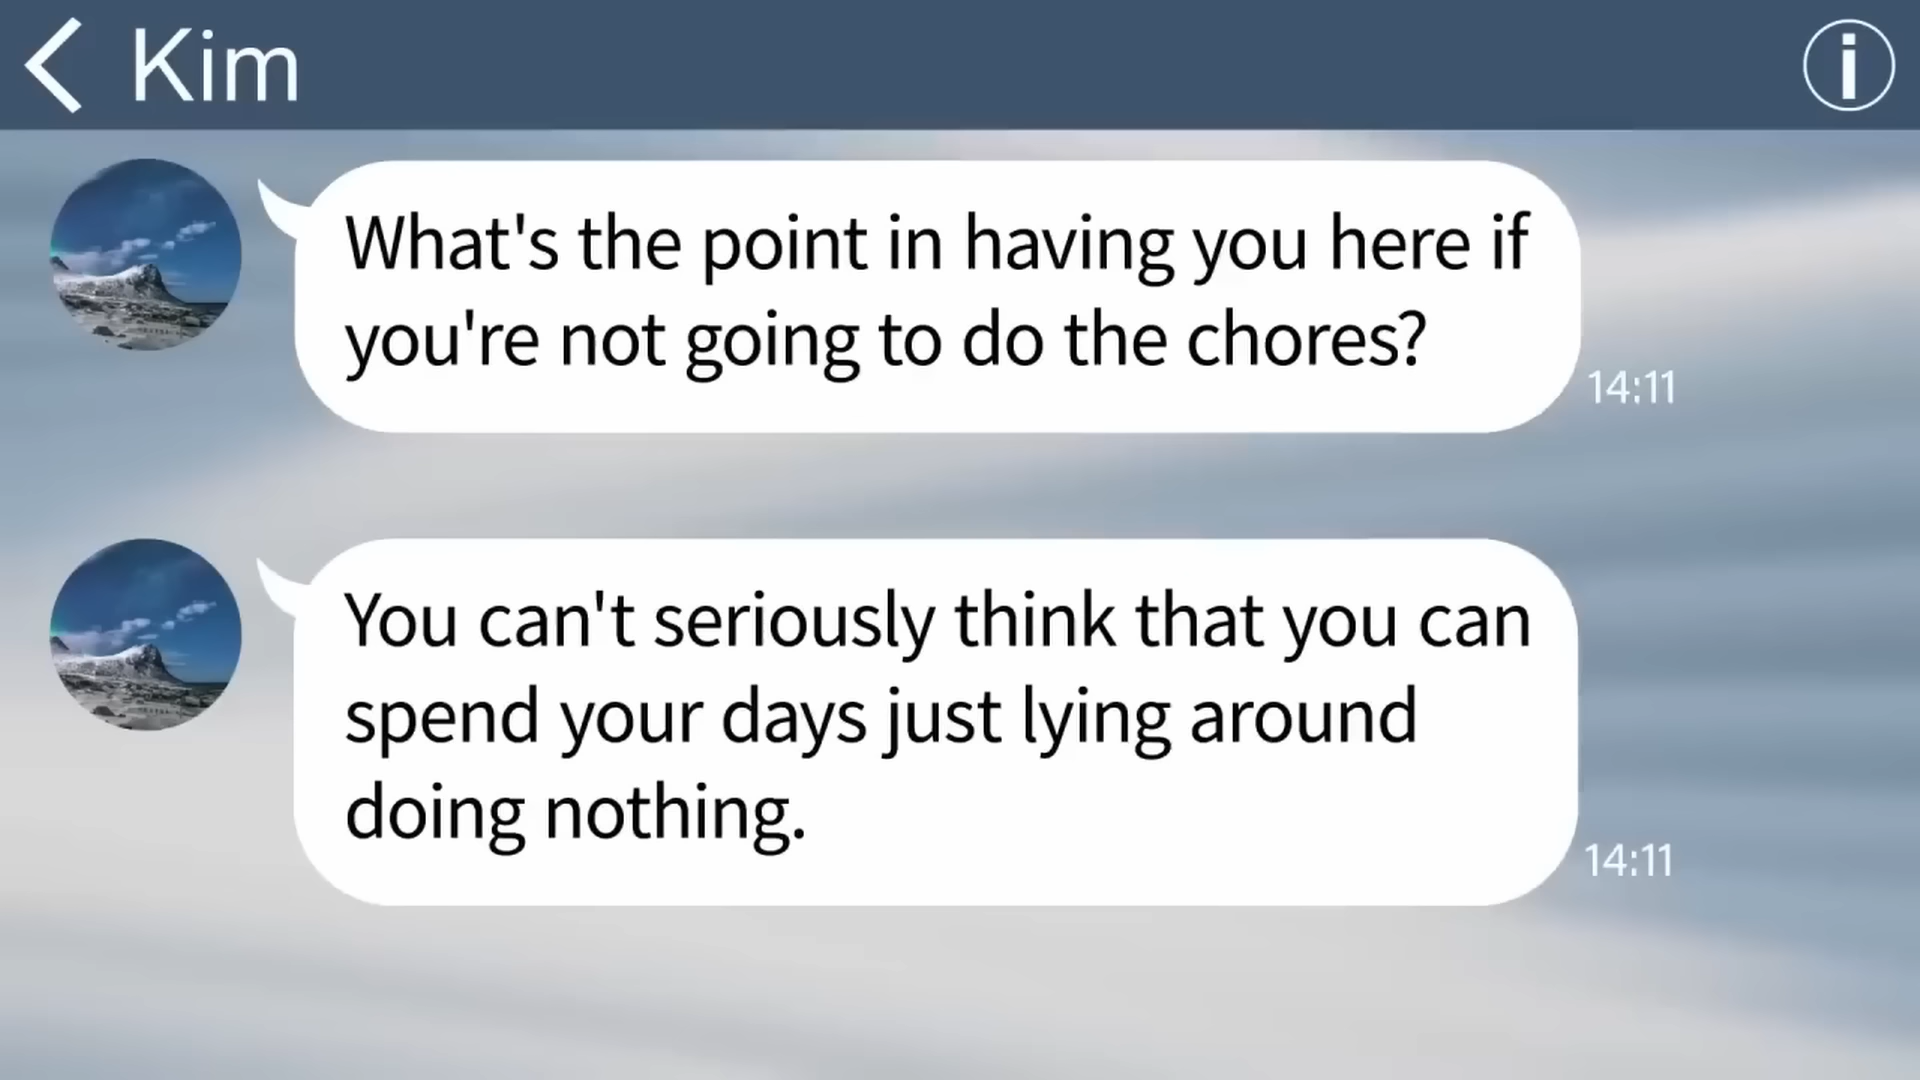 Kim
What's the point in having you here if
you're not going to do the chores?
14:11
You can't seriously think that you can
spend your days just lying around
doing nothing.
14:11